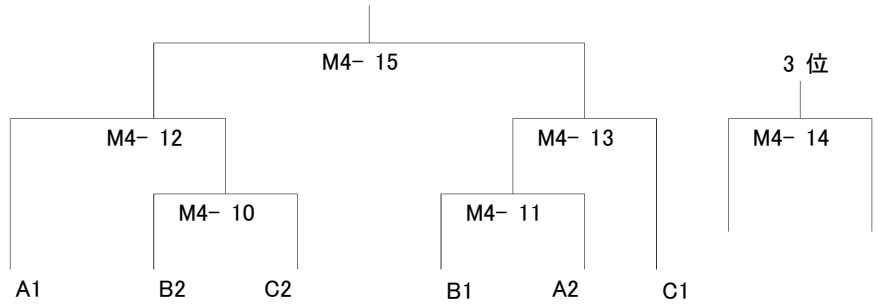 M4- 15
3 位
M4- 12
M4- 13
M4- 14
M4- 10
M4- 11
A1
B2
C2
B1
A2
C1